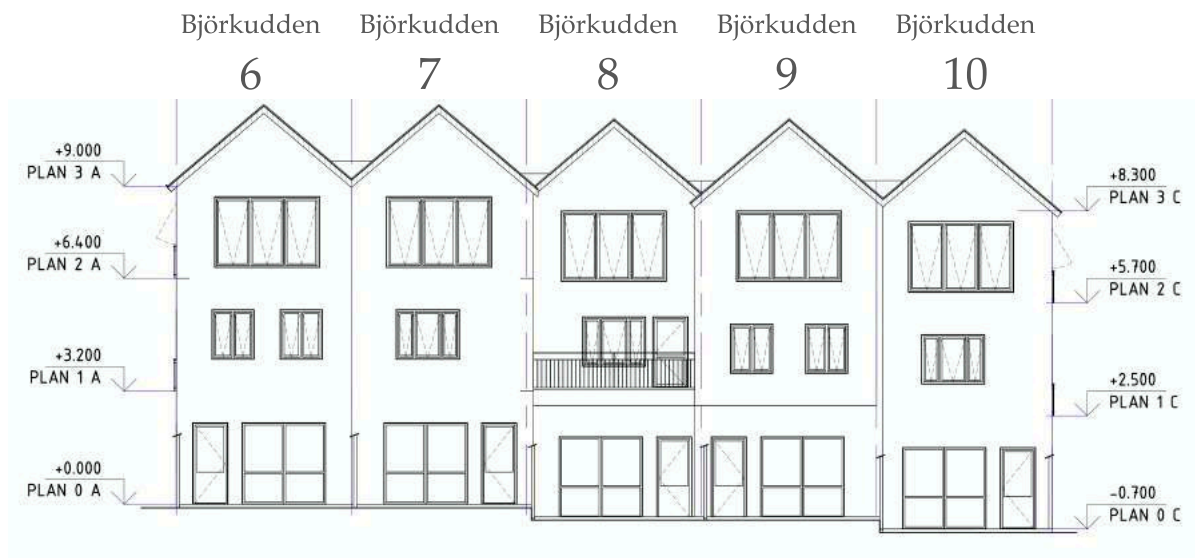 Björkudden Björkudden Björkudden Björkudden Björkudden
6 7 8 9 10
+9.000
PLAN 3 A
+8.300
PLAN 3 C
+6.400
PLAN 2 A
+5.700
PLAN 2 C
+3.200
PLAN 1 A
+2.500
PLAN 1 C
+0.000
PLAN 0 A
-0.700
PLAN 0 C